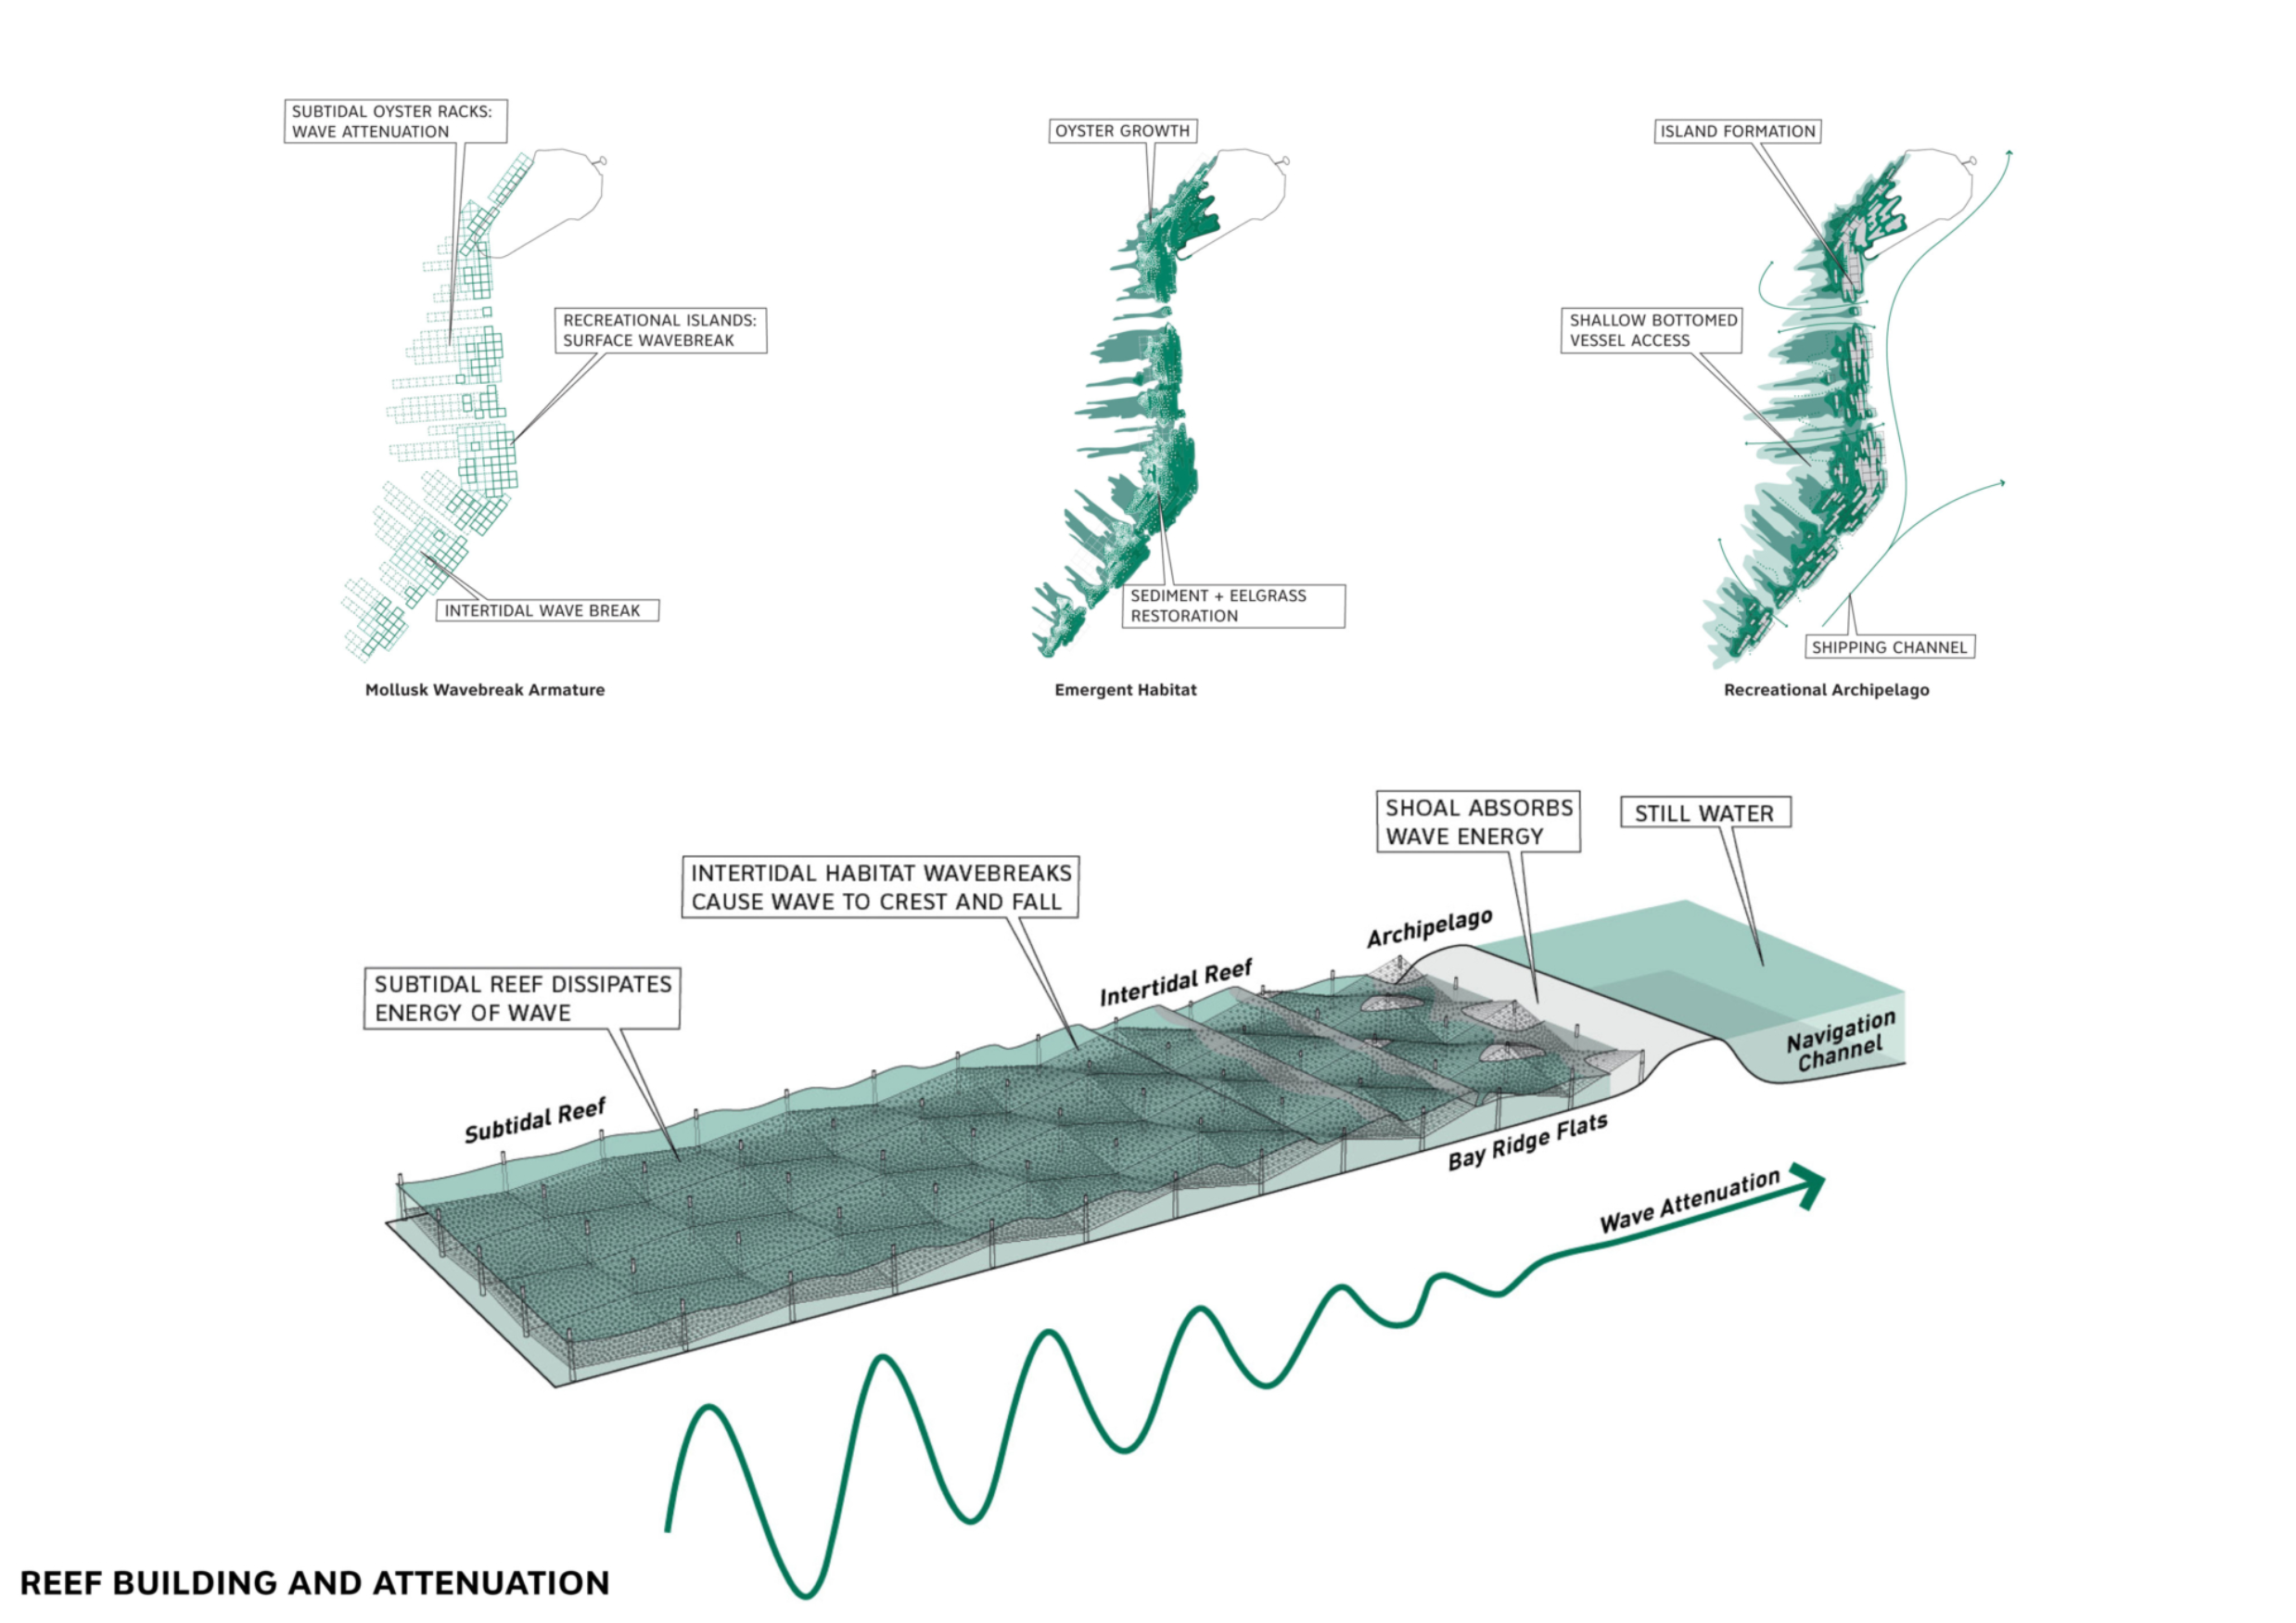 SUBTIDAL OYSTER RACKS:
WAVE ATTENUATION
RECREATIONAL ISLANDS:
SURFACE WAVEBREAK
INTERTIDAL WAVE BREAK
Mollusk Wavebreak Armature
OYSTER GROWTH
SEDIMENT + EELGRASS
RESTORATION
Emergent Habitat
ISLAND FORMATION
SHALLOW BOTTOMED
VESSEL ACCESS
SHIPPING CHANNEL
Recreational Archipelago
SUBTIDAL REEF DISSIPATES
ENERGY OF WAVE
INTERTIDAL HABITAT WAVEBREAKS
CAUSE WAVE TO CREST AND FALL
SHOAL ABSORBS
WAVE ENERGY
STILL WATER
Subtidal Reef
Intertidal Reef
Archipelago
Navigation
Channel
Bay Ridge Flats
Wave Attenuation
REEF BUILDING AND ATTENUATION